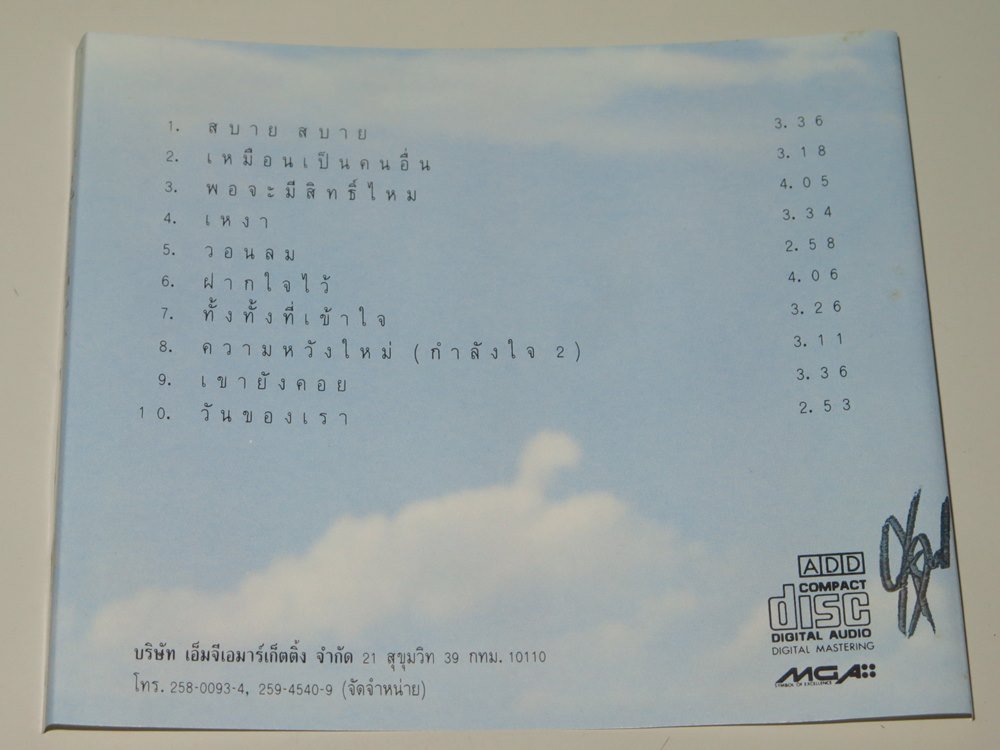 1. สบาย สบาย 3.36
2. เหมือนเป็นคนอื่น 3.18
3. พอจะมีสิทธิ์ไหม 4.05
4. เหงา 3.34
5. วอนลม 2.58
6. ฝากใจไว้ 4.06
7. ทั้งทั้งที่เข้าใจ 3.26
8. ความหวังใหม่ (กำลังใจ 2) 3.11
9. เขายังคอย 3.36
10. วันของเรา 2.53
ADD
COMPACT
disc
DIGITAL AUDIO
DIGITAL MASTERING
MGA
SYMBOL OF EXCELLENCE
บริษัท เอ็มจีเอมาร์เก็ตติ้ง จำกัด 21 สุขุมวิท 39 กทม. 10110
โทร. 258-0093-4, 259-4540-9 (จัดจำหน่าย)